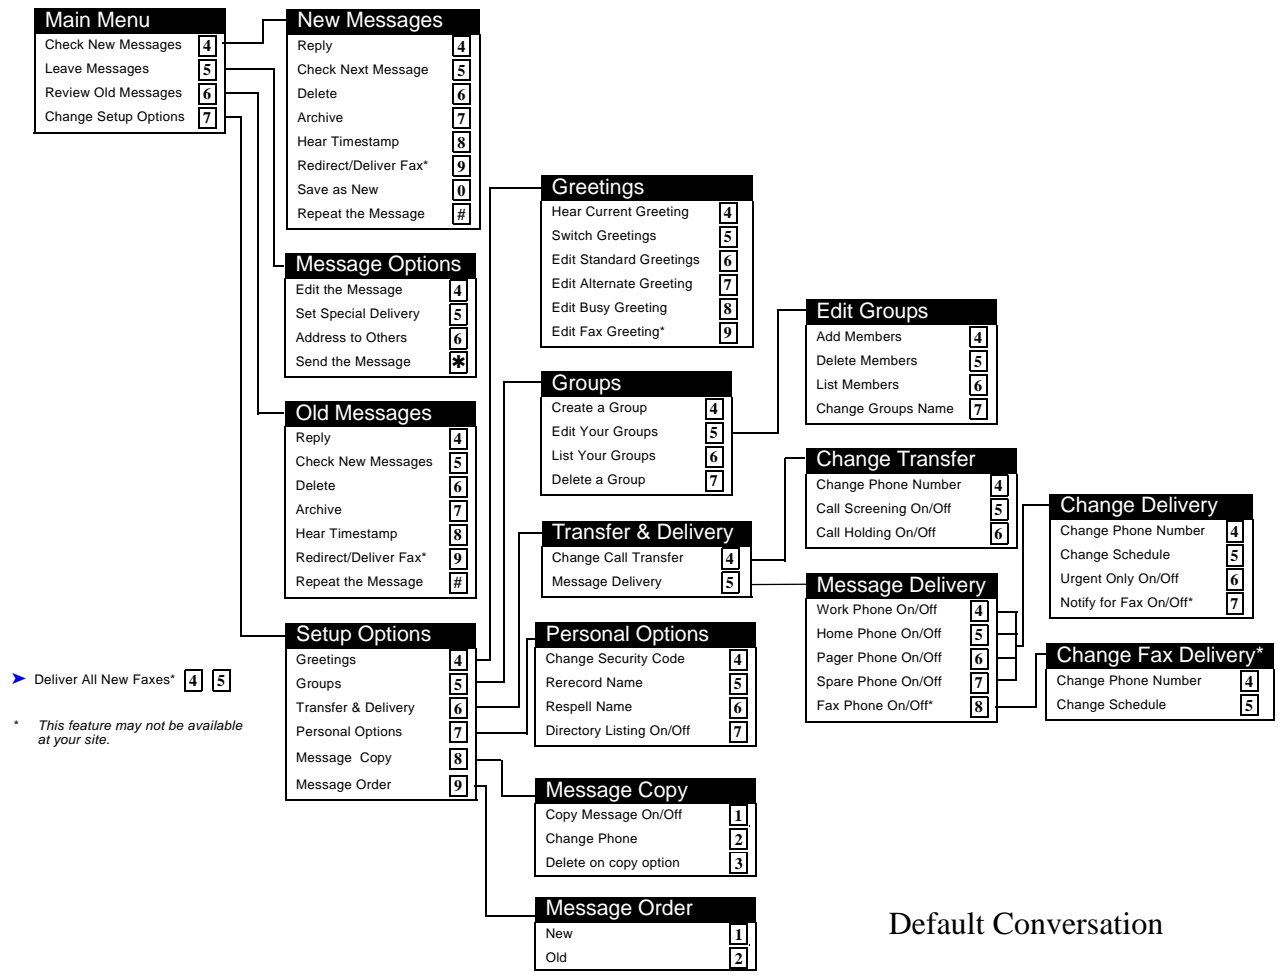 Main Menu
Check New Messages 4
Leave Messages 5
Review Old Messages 6
Change Setup Options 7
New Messages
Reply 4
Check Next Message 5
Delete 6
Archive 7
Hear Timestamp 8
Redirect/Deliver Fax* 9
Save as New 0
Repeat the Message #
Message Options
Edit the Message 4
Set Special Delivery 5
Address to Others 6
Send the Message ✱
Old Messages
Reply 4
Check New Messages 5
Delete 6
Archive 7
Hear Timestamp 8
Redirect/Deliver Fax* 9
Repeat the Message #
Setup Options
Greetings 4
Groups 5
Transfer & Delivery 6
Personal Options 7
Message Copy 8
Message Order 9
➤ Deliver All New Faxes* 4 5
* This feature may not be available
at your site.
Greetings
Hear Current Greeting 4
Switch Greetings 5
Edit Standard Greetings 6
Edit Alternate Greeting 7
Edit Busy Greeting 8
Edit Fax Greeting* 9
Groups
Create a Group 4
Edit Your Groups 5
List Your Groups 6
Delete a Group 7
Transfer & Delivery
Change Call Transfer 4
Message Delivery 5
Personal Options
Change Security Code 4
Rerecord Name 5
Respell Name 6
Directory Listing On/Off 7
Message Copy
Copy Message On/Off 1
Change Phone 2
Delete on copy option 3
Message Order
New 1
Old 2
Edit Groups
Add Members 4
Delete Members 5
List Members 6
Change Groups Name 7
Change Transfer
Change Phone Number 4
Call Screening On/Off 5
Call Holding On/Off 6
Message Delivery
Work Phone On/Off 4
Home Phone On/Off 5
Pager Phone On/Off 6
Spare Phone On/Off 7
Fax Phone On/Off* 8
Change Delivery
Change Phone Number 4
Change Schedule 5
Urgent Only On/Off 6
Notify for Fax On/Off* 7
Change Fax Delivery*
Change Phone Number 4
Change Schedule 5
Default Conversation